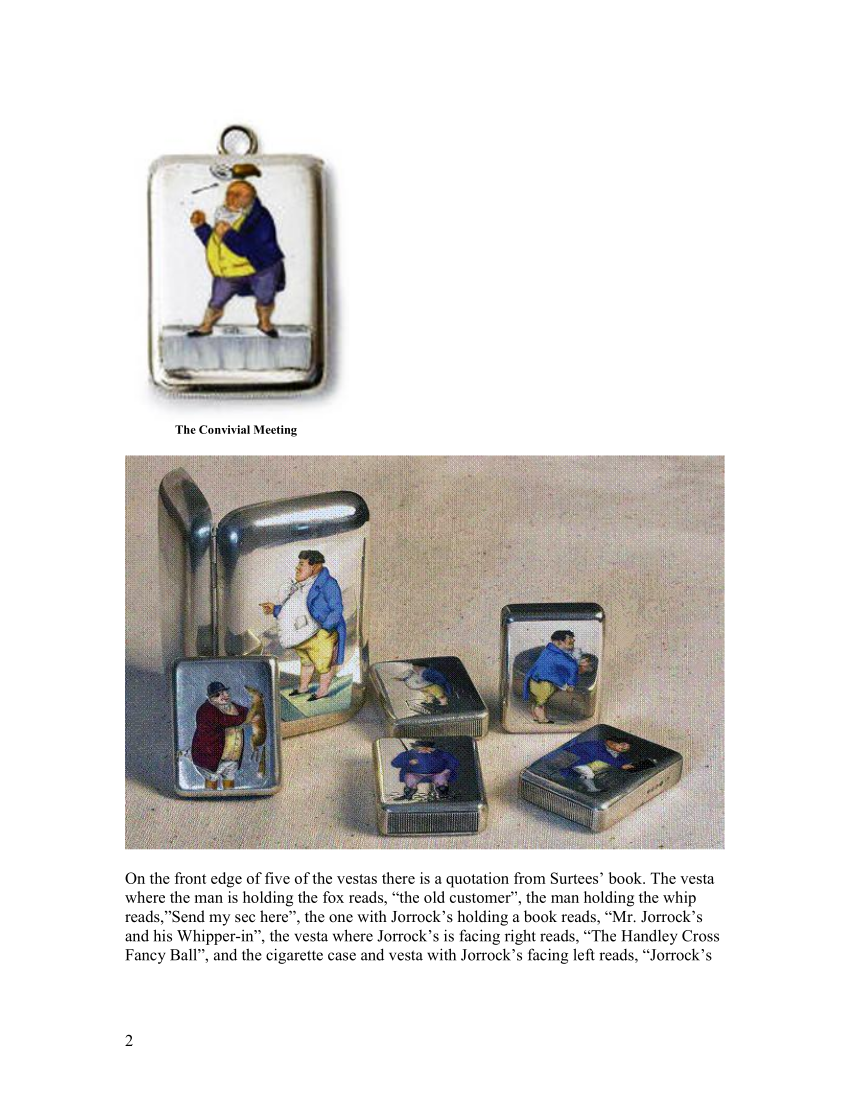 The Convivial Meeting
On the front edge of five of the vestas there is a quotation from Surtees’ book. The vesta
where the man is holding the fox reads, “the old customer”, the man holding the whip
reads,”Send my sec here”, the one with Jorrock’s holding a book reads, “Mr. Jorrock’s
and his Whipper-in”, the vesta where Jorrock’s is facing right reads, “The Handley Cross
Fancy Ball”, and the cigarette case and vesta with Jorrock’s facing left reads, “Jorrock’s
2